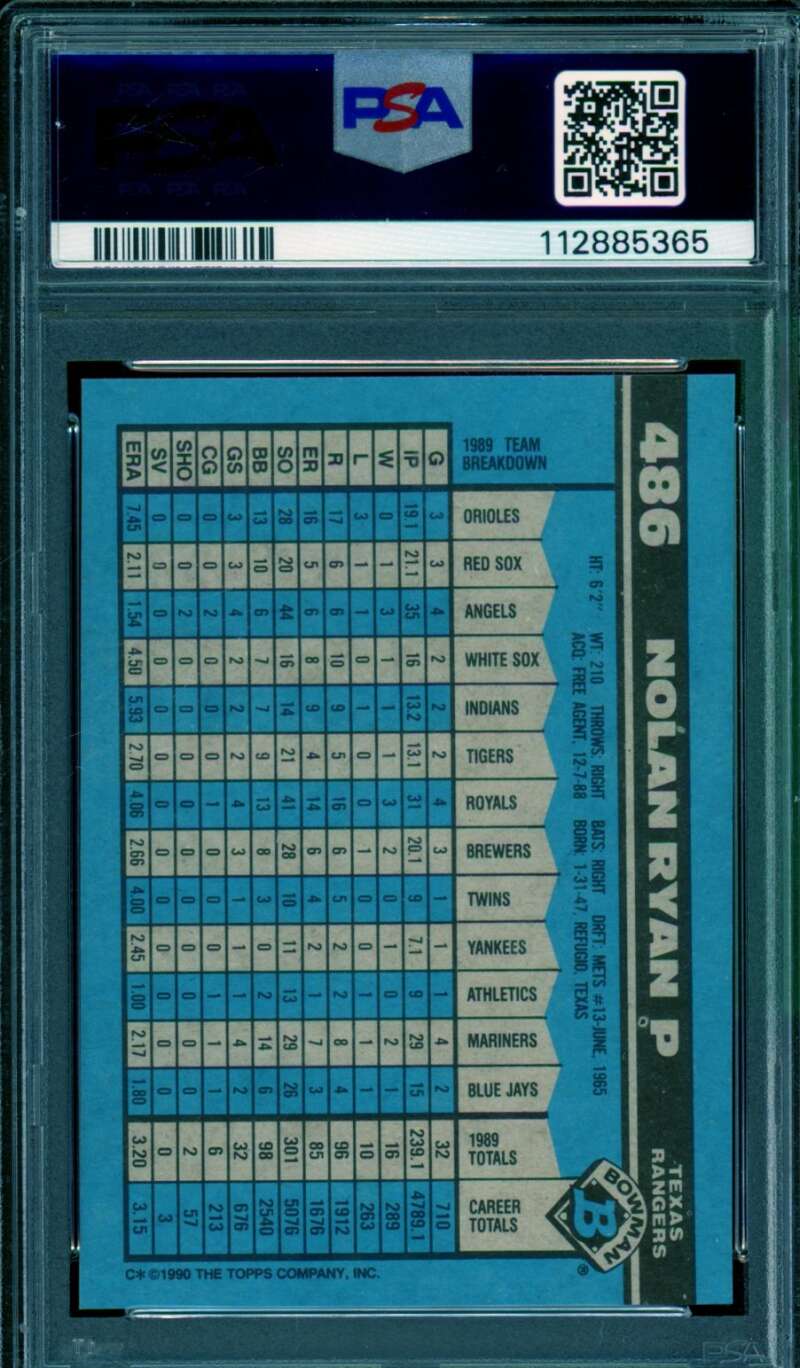 PSA
112885365
486 NOLAN RYAN P TEXAS
RANGERS
HT: 6'2" WT: 210 THROWS: RIGHT BATS: RIGHT DRFT: METS #13-JUNE, 1965
ACQ: FREE AGENT, 12-7-88 BORN: 1-31-47, REFUGIO, TEXAS
BOWMAN
B
®
1989 TEAM
BREAKDOWN
G IP W L R ER SO BB GS CG SHO SV ERA
ORIOLES 3 19.1 0 3 17 16 28 13 3 0 0 0 7.45
RED SOX 3 21.1 1 1 6 5 20 10 3 0 0 0 2.11
ANGELS 4 35 3 1 6 6 44 6 4 2 2 0 1.54
WHITE SOX 2 16 1 0 10 8 16 7 2 0 0 0 4.50
INDIANS 2 13.2 1 1 9 9 14 7 2 0 0 0 5.93
TIGERS 2 13.1 1 0 5 4 21 9 2 0 0 0 2.70
ROYALS 4 31 3 0 16 14 41 13 4 1 0 0 4.06
BREWERS 3 20.1 2 1 6 6 28 8 3 0 0 0 2.66
TWINS 1 9 0 0 5 4 10 3 1 0 0 0 4.00
YANKEES 1 7.1 1 0 2 2 11 0 1 0 0 0 2.45
ATHLETICS 1 9 0 1 2 1 13 2 1 1 0 0 1.00
MARINERS 4 29 2 1 8 7 29 14 4 1 0 0 2.17
BLUE JAYS 2 15 1 1 4 3 26 6 2 1 0 0 1.80
1989
TOTALS 32 239.1 16 10 96 85 301 98 32 6 2 0 3.20
CAREER
TOTALS 710 4789.1 289 263 1912 1676 5076 2540 676 213 57 3 3.15
C* ©1990 THE TOPPS COMPANY, INC.
PSA